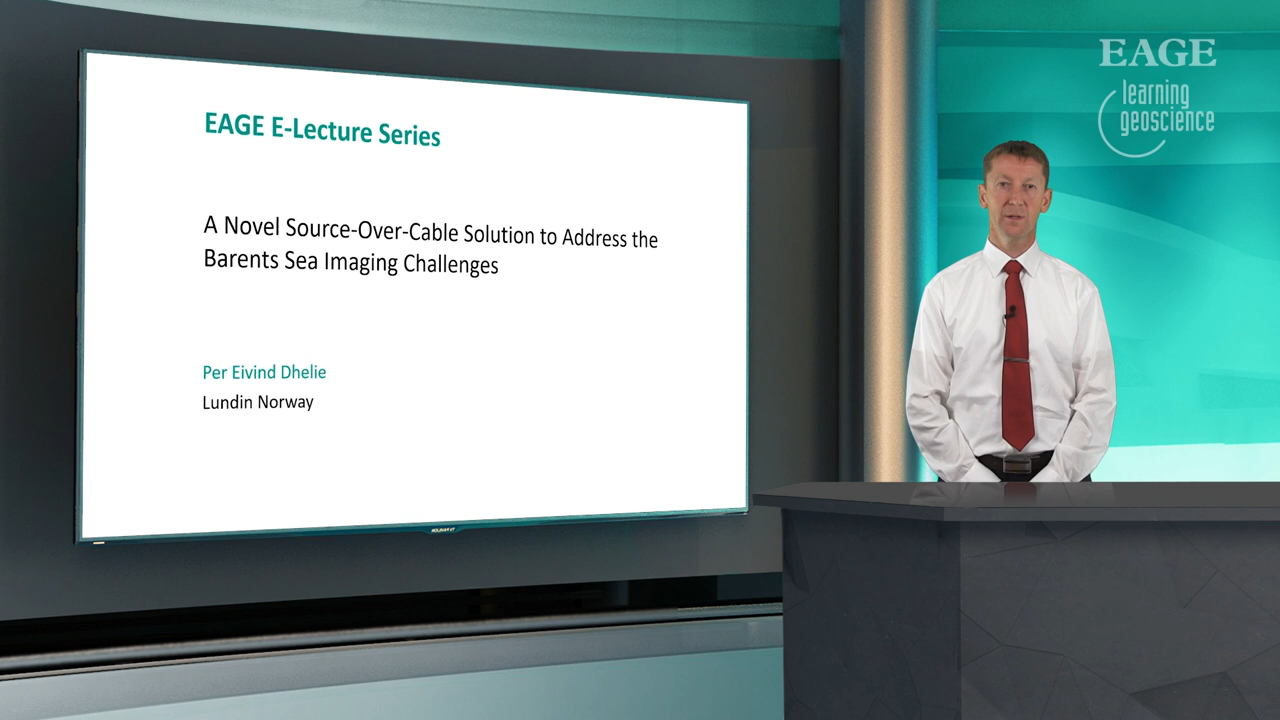 EAGE E-Lecture Series
A Novel Source-Over-Cable Solution to Address the
Barents Sea Imaging Challenges
Per Eivind Dhelie
Lundin Norway
EAGE
learning
geoscience